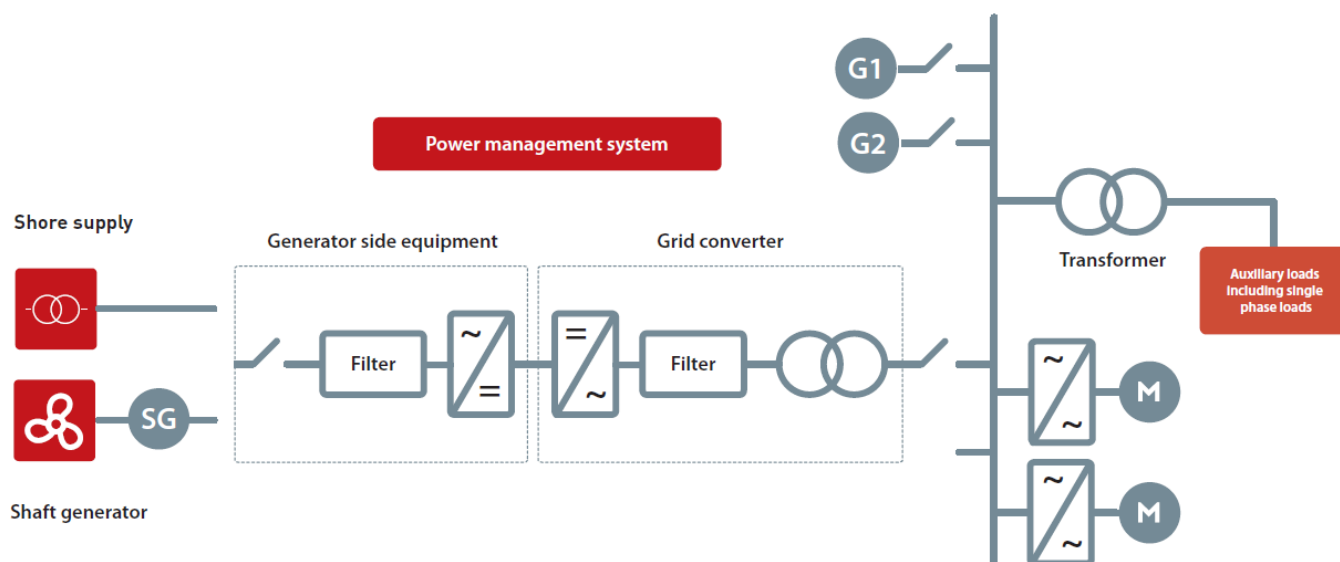 G1
G2
Power management system
Shore supply
Generator side equipment
Grid converter
Transformer
Auxiliary loads
including single
phase loads
~
=
Filter
=
~
Filter
~
~
M
SG
Shaft generator
~
~
M